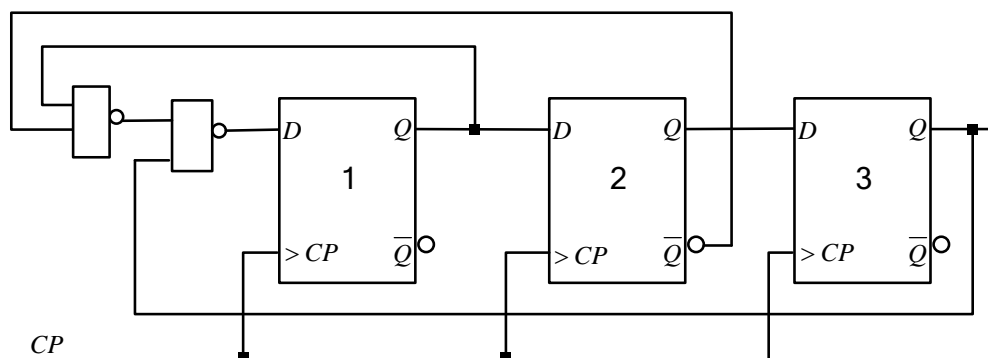 D Q D Q D Q
1 2 3
> CP Q̅ > CP Q̅ > CP Q̅
CP